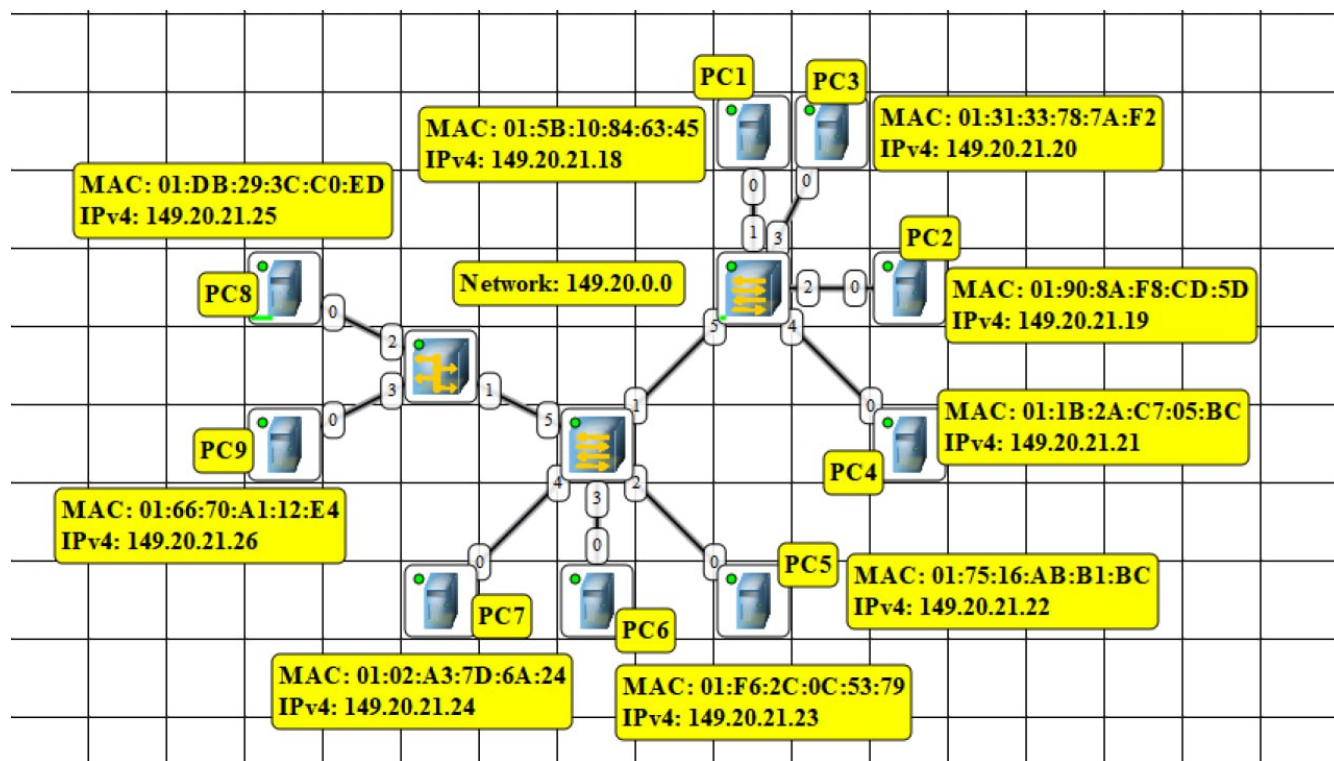 PC1
PC3
MAC: 01:5B:10:84:63:45
IPv4: 149.20.21.18
MAC: 01:31:33:78:7A:F2
IPv4: 149.20.21.20
MAC: 01:DB:29:3C:C0:ED
IPv4: 149.20.21.25
0
0
1
3
PC2
PC8
Network: 149.20.0.0
2
0
MAC: 01:90:8A:F8:CD:5D
IPv4: 149.20.21.19
0
2
5
4
3
1
0
0
5
1
0
MAC: 01:1B:2A:C7:05:BC
IPv4: 149.20.21.21
PC9
PC4
4
3
2
MAC: 01:66:70:A1:12:E4
IPv4: 149.20.21.26
0
0
0
PC5
MAC: 01:75:16:AB:B1:BC
IPv4: 149.20.21.22
PC7
PC6
MAC: 01:02:A3:7D:6A:24
IPv4: 149.20.21.24
MAC: 01:F6:2C:0C:53:79
IPv4: 149.20.21.23